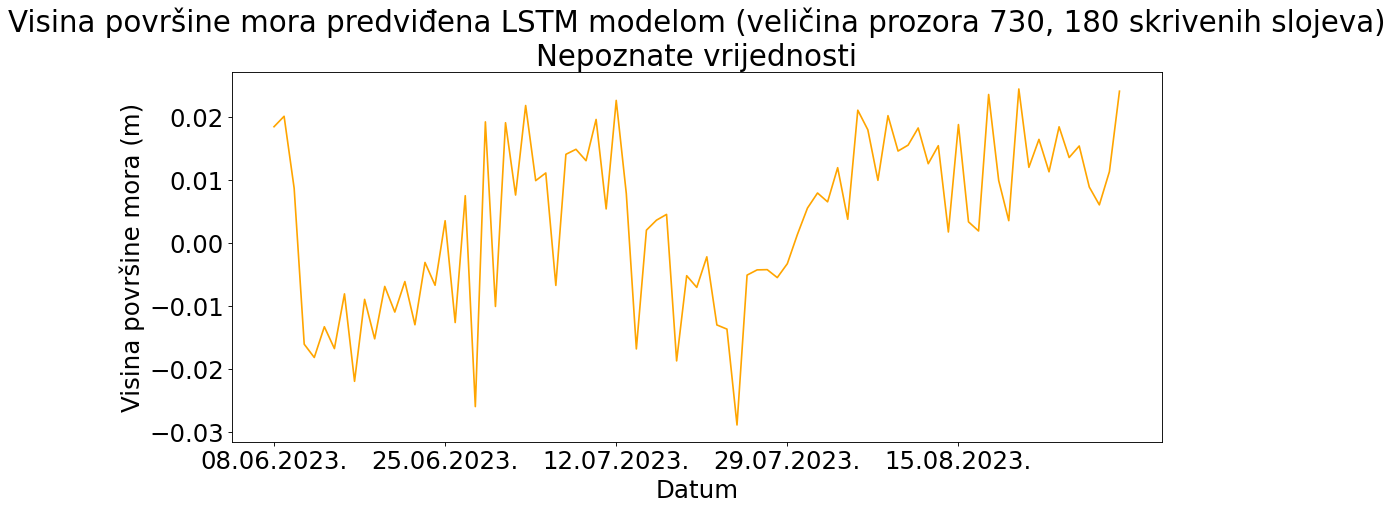 Visina površine mora predviđena LSTM modelom (veličina prozora 730, 180 skrivenih slojeva)
Nepoznate vrijednosti
Visina površine mora (m)
0.02
0.01
0.00
−0.01
−0.02
−0.03
08.06.2023. 25.06.2023. 12.07.2023. 29.07.2023. 15.08.2023.
Datum